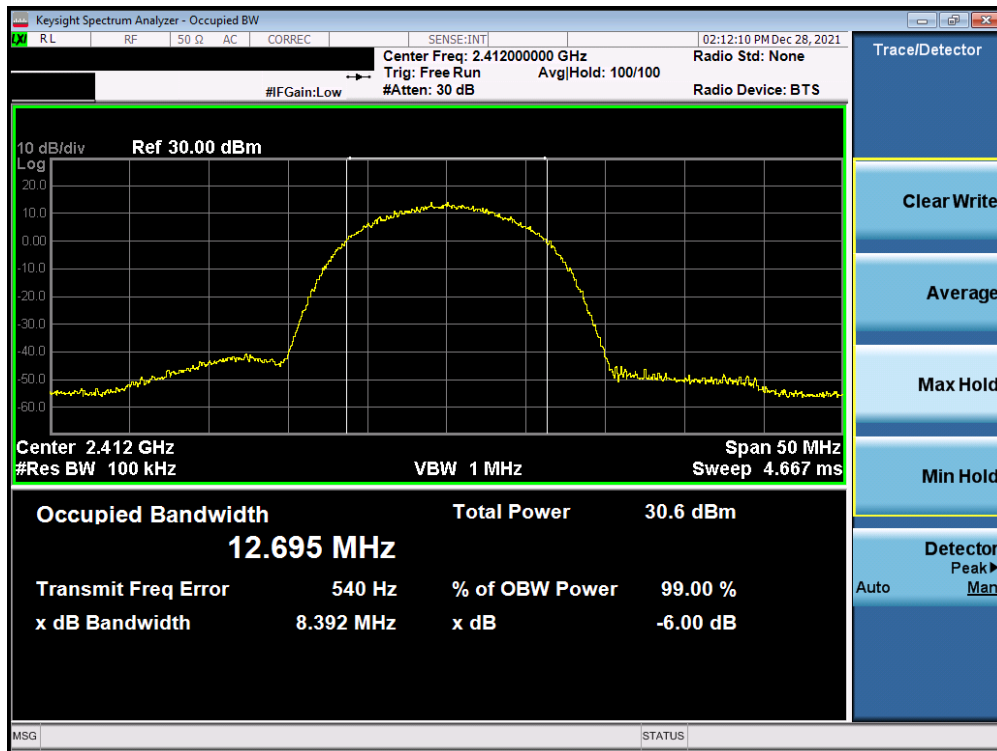 Keysight Spectrum Analyzer - Occupied BW
LXI RL RF 50 Ω AC CORREC SENSE:INT 02:12:10 PM Dec 28, 2021
Center Freq: 2.412000000 GHz Radio Std: None
Trig: Free Run Avg|Hold: 100/100
#IFGain:Low #Atten: 30 dB Radio Device: BTS
Trace/Detector
10 dB/div Ref 30.00 dBm
Log
20.0
10.0
0.00
-10.0
-20.0
-30.0
-40.0
-50.0
-60.0
Center 2.412 GHz Span 50 MHz
#Res BW 100 kHz VBW 1 MHz Sweep 4.667 ms
Occupied Bandwidth Total Power 30.6 dBm
12.695 MHz
Transmit Freq Error 540 Hz % of OBW Power 99.00 %
x dB Bandwidth 8.392 MHz x dB -6.00 dB
Clear Write
Average
Max Hold
Min Hold
Detector
Peak
Auto Man
MSG STATUS